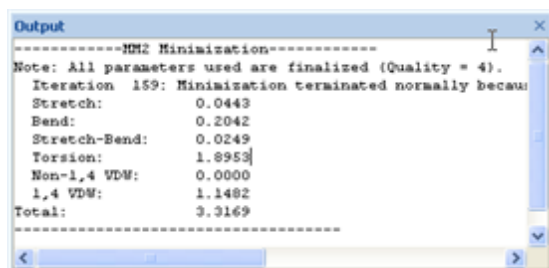 Output
------------MM2 Minimization------------
Note: All parameters used are finalized (Quality = 4).
Iteration 159: Minimization terminated normally becau
Stretch: 0.0443
Bend: 0.2042
Stretch-Bend: 0.0249
Torsion: 1.8953
Non-1,4 VDW: 0.0000
1,4 VDW: 1.1482
Total: 3.3169
------------------------------------